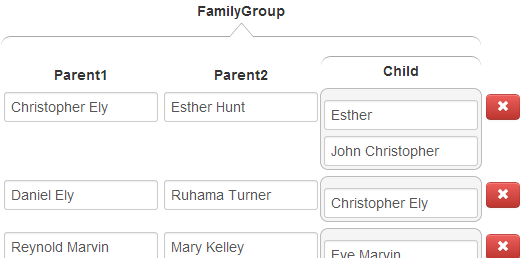 FamilyGroup
Parent1 Parent2 Child
Christopher Ely Esther Hunt Esther
John Christopher
Daniel Ely Ruhama Turner Christopher Ely
Reynold Marvin Mary Kelley Eve Marvin